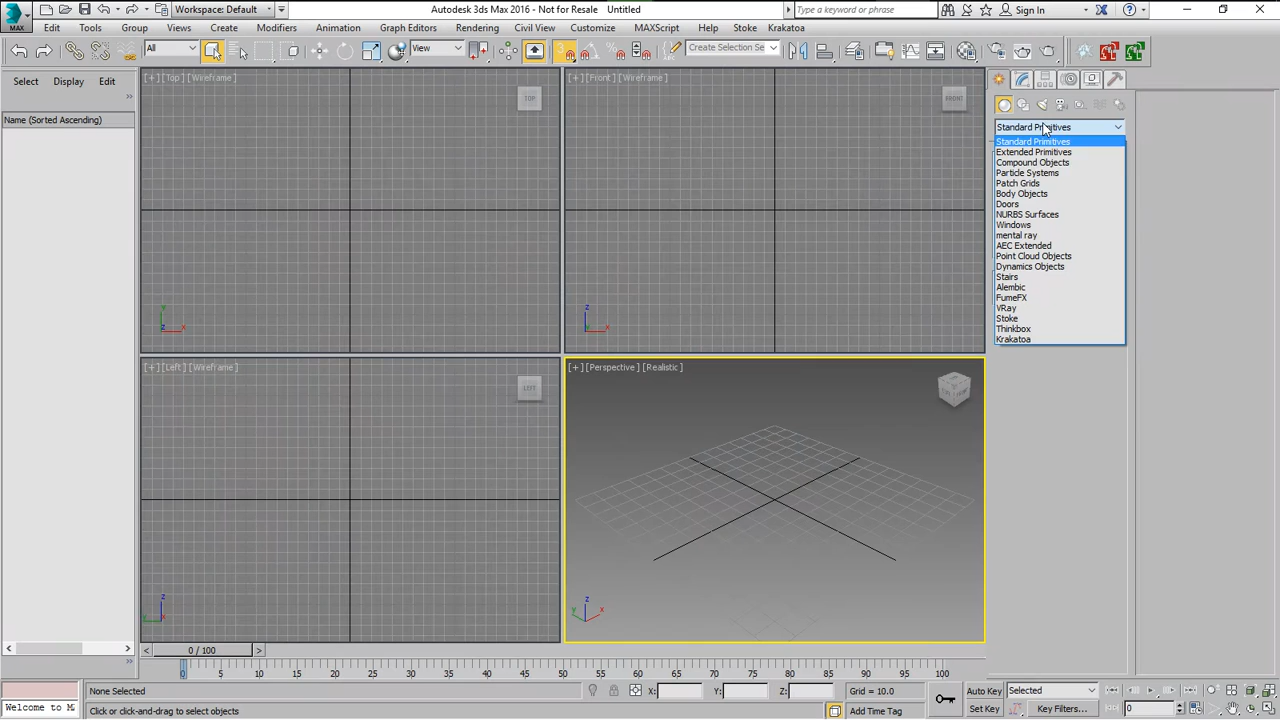 Workspace: Default
Autodesk 3ds Max 2016 - Not for Resale   Untitled
Type a keyword or phrase
Sign In
MAX
Edit Tools Group Views Create Modifiers Animation Graph Editors Rendering Civil View Customize MAXScript Help Stoke Krakatoa
All
View
3
Create Selection Se
Select Display Edit
Name (Sorted Ascending)
[+] [Top] [Wireframe]
TOP
[+] [Front] [Wireframe]
FRONT
[+] [Left] [Wireframe]
LEFT
[+] [Perspective] [Realistic]
y
z x
z
x
z
y x
z
y x
Standard Primitives
Standard Primitives
Extended Primitives
Compound Objects
Particle Systems
Patch Grids
Body Objects
Doors
NURBS Surfaces
Windows
mental ray
AEC Extended
Point Cloud Objects
Dynamics Objects
Stairs
Alembic
FumeFX
VRay
Stoke
Thinkbox
Krakatoa
< 0 / 100 >
0 5 10 15 20 25 30 35 40 45 50 55 60 65 70 75 80 85 90 95 100
None Selected
X: Y: Z:
Grid = 10.0
Auto Key
Selected
Welcome to M
Click or click-and-drag to select objects
Add Time Tag
Set Key
Key Filters...
0